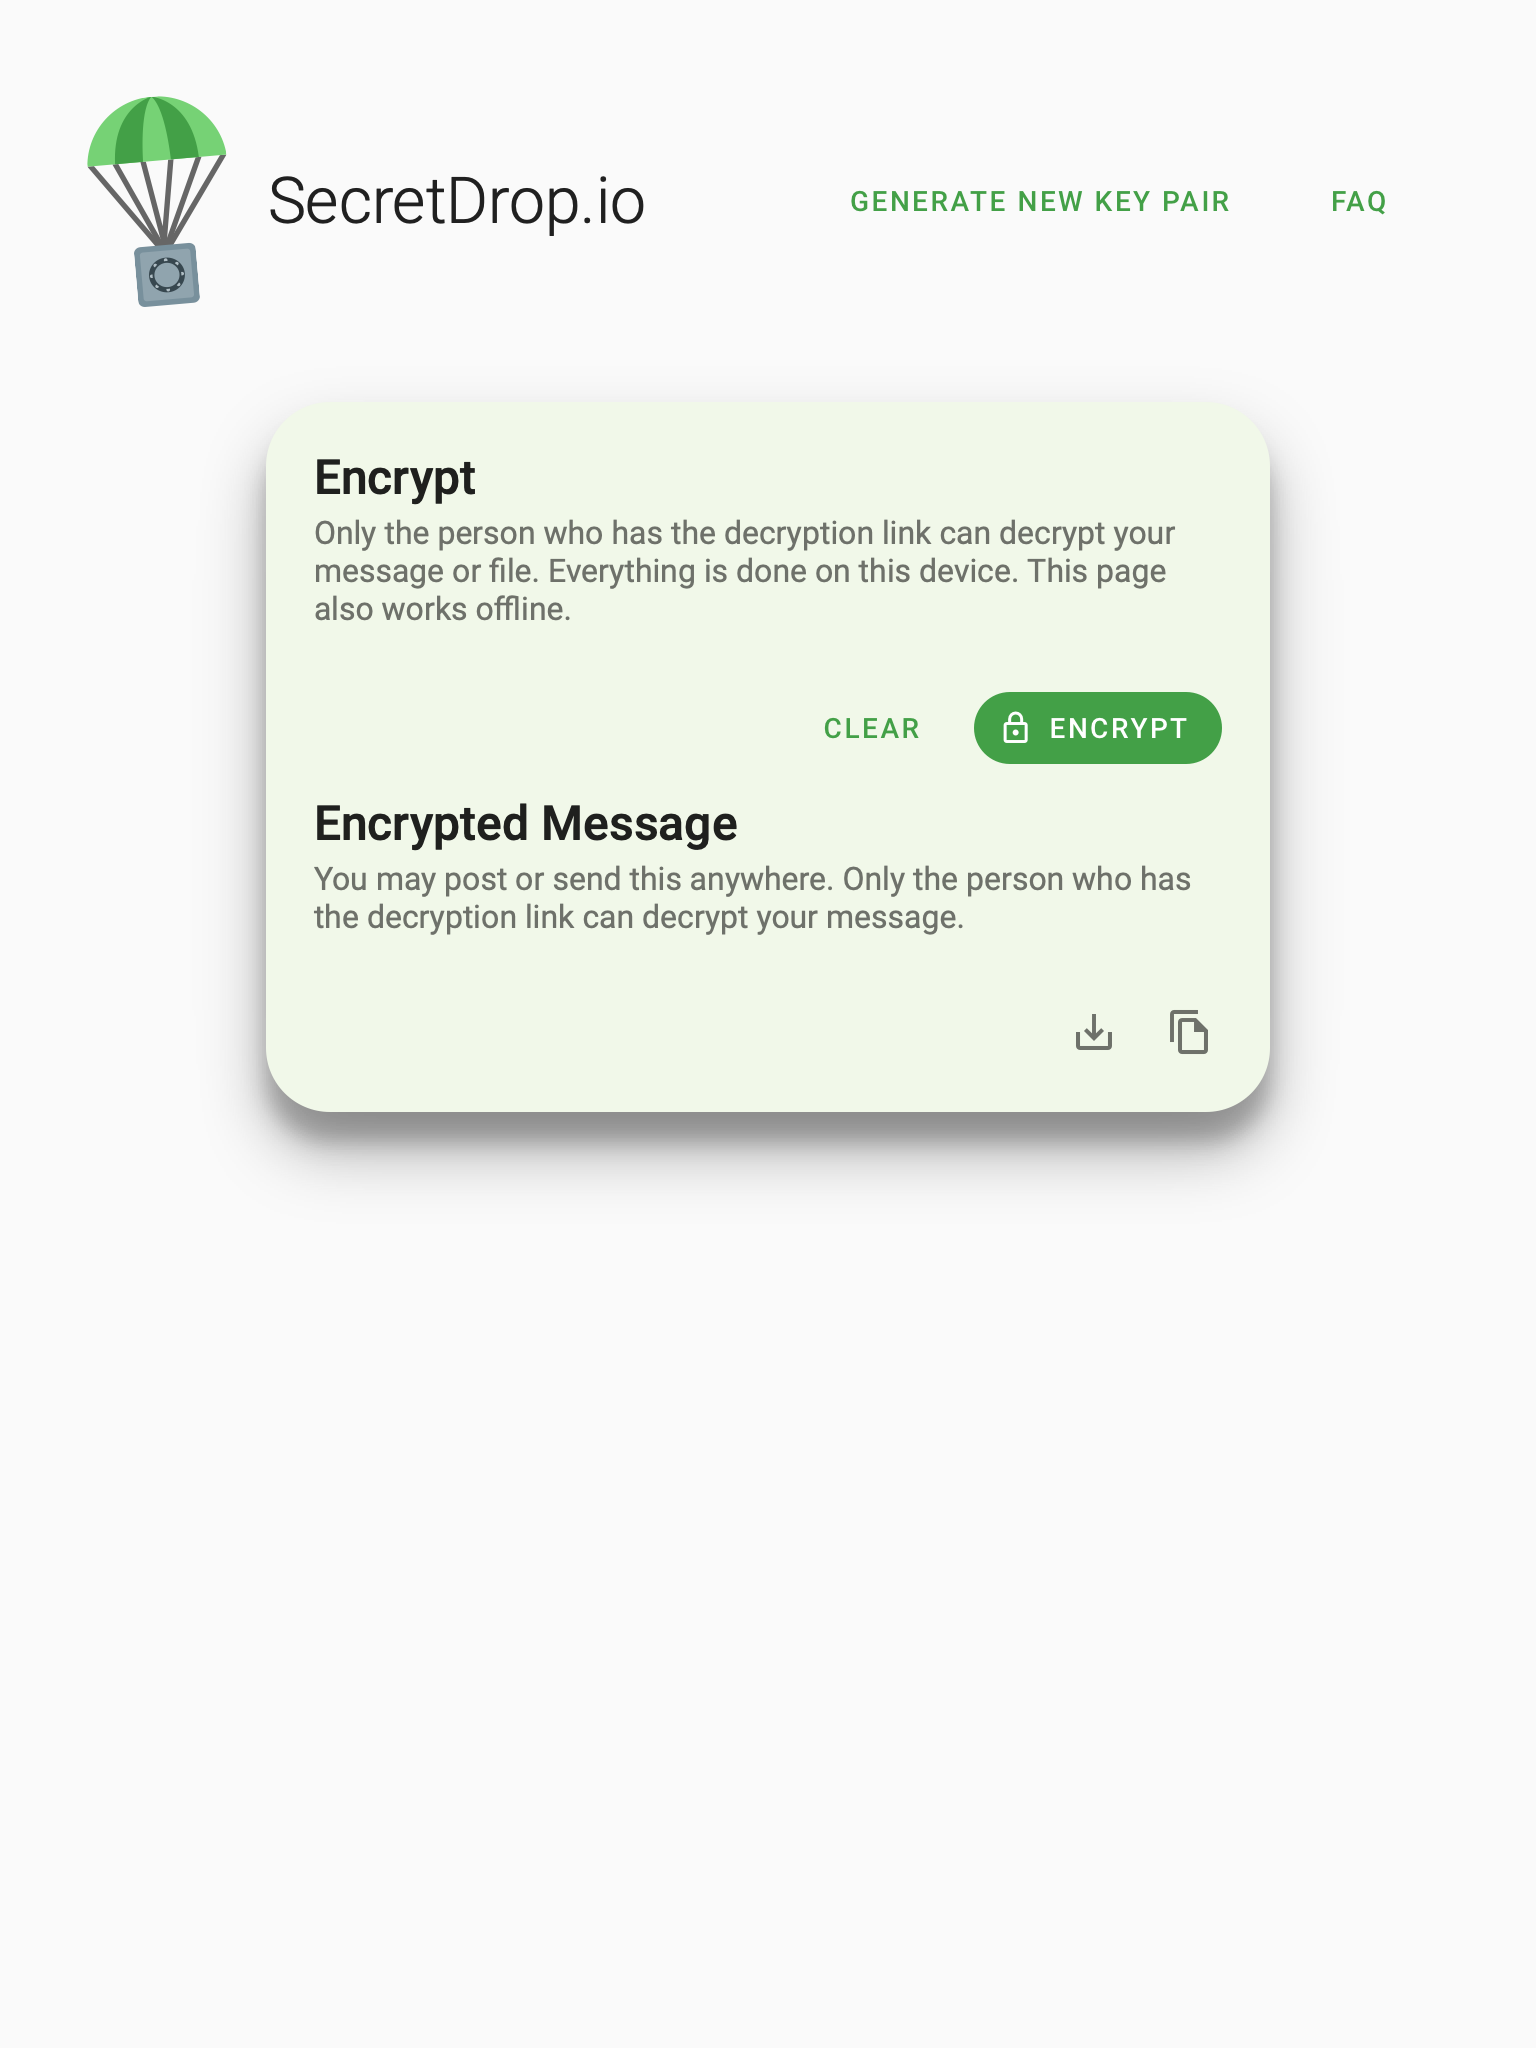 SecretDrop.io
GENERATE NEW KEY PAIR
FAQ
Encrypt
Only the person who has the decryption link can decrypt your
message or file. Everything is done on this device. This page
also works offline.
CLEAR
ENCRYPT
Encrypted Message
You may post or send this anywhere. Only the person who has
the decryption link can decrypt your message.